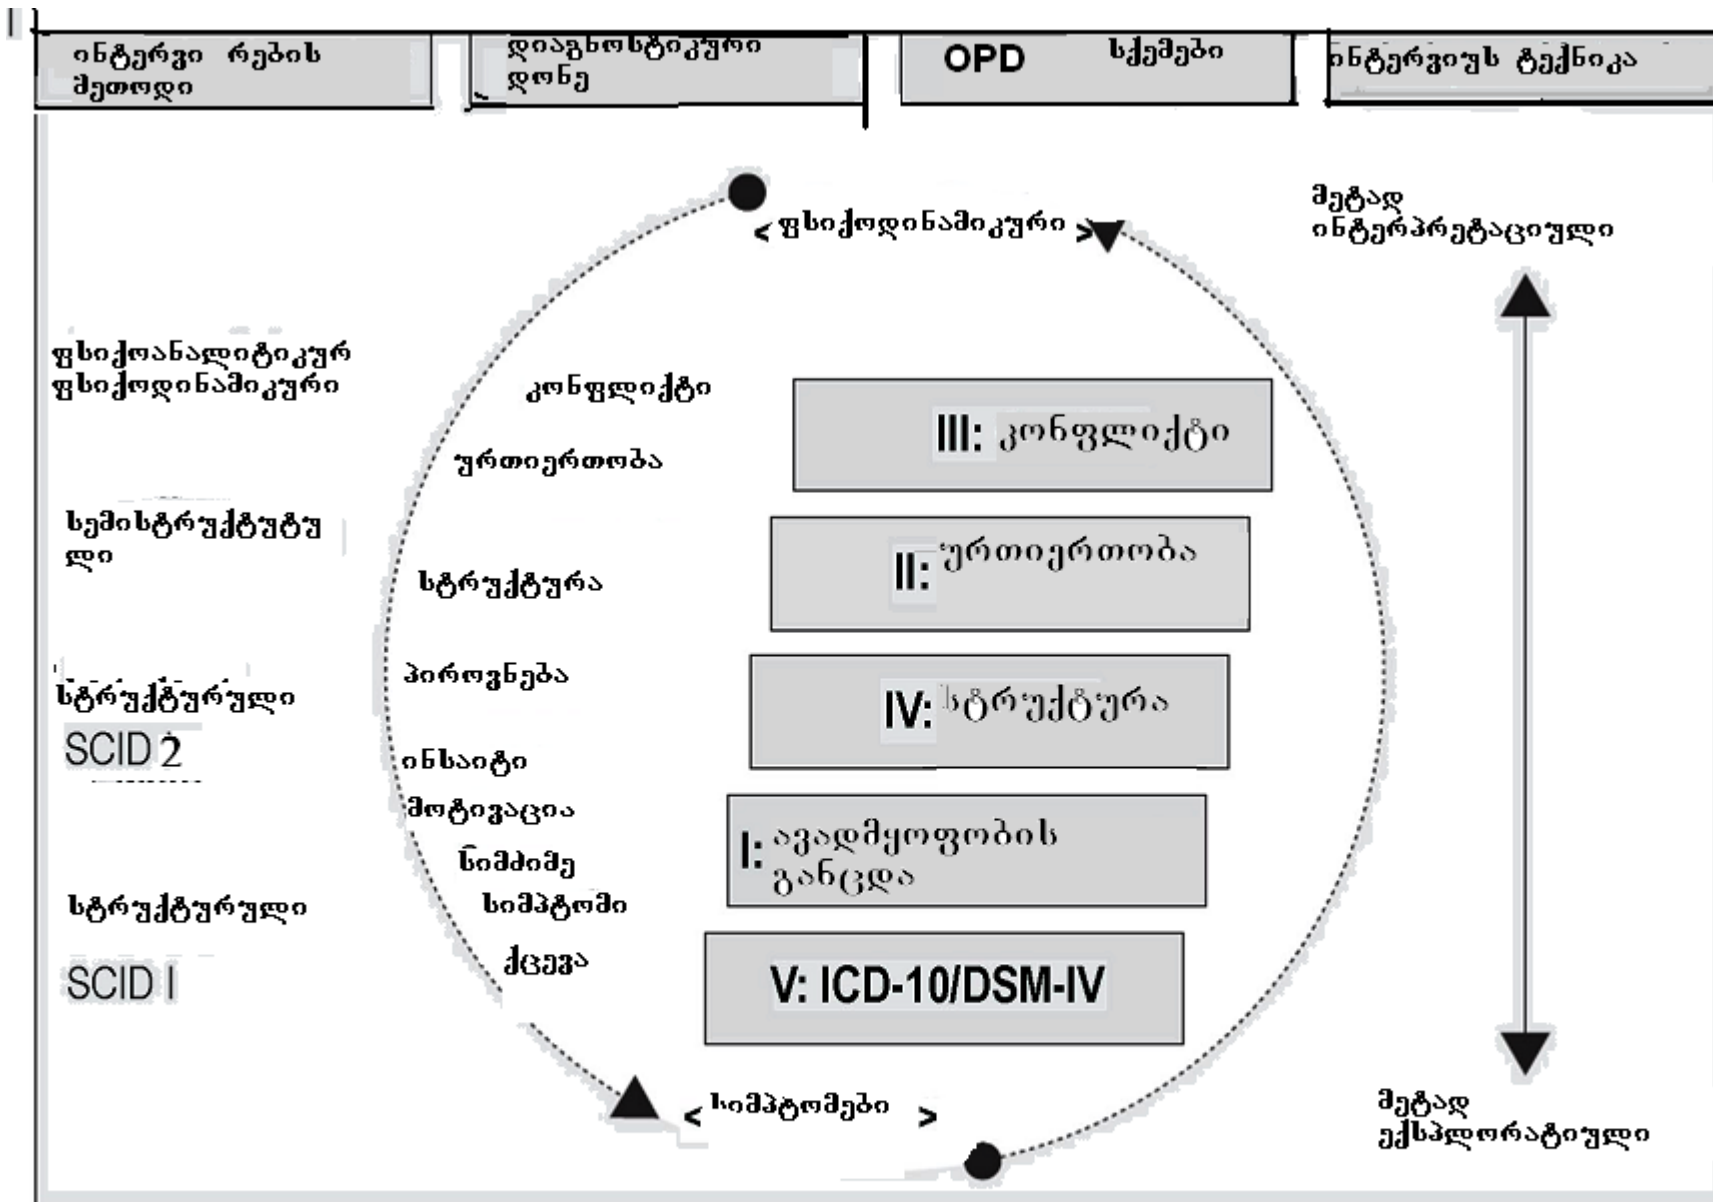 ინტერვი რების
მეთოდი
დიაგნოსტიკური
დონე
OPD სქემები
ინტერვიუს ტექნიკა
< ფსიქოდინამიკური >
მეტად
ინტერპრეტაციული
ფსიქოანალიტიკურ
ფსიქოდინამიკური
კონფლიქტი
III: კონფლიქტი
ურთიერთობა
სემისტრუქტუტუ
ლი
II: ურთიერთობა
სტრუქტურა
პიროვნება
სტრუქტურული
SCID 2
IV: სტრუქტურა
ინსაიტი
მოტივაცია
სიმძიმე
I: ავადმყოფობის
განცდა
სტრუქტურული
SCID I
სიმპტომი
ქცევა
V: ICD-10/DSM-IV
< სიმპტომები >
მეტად
ექსპლორატიული